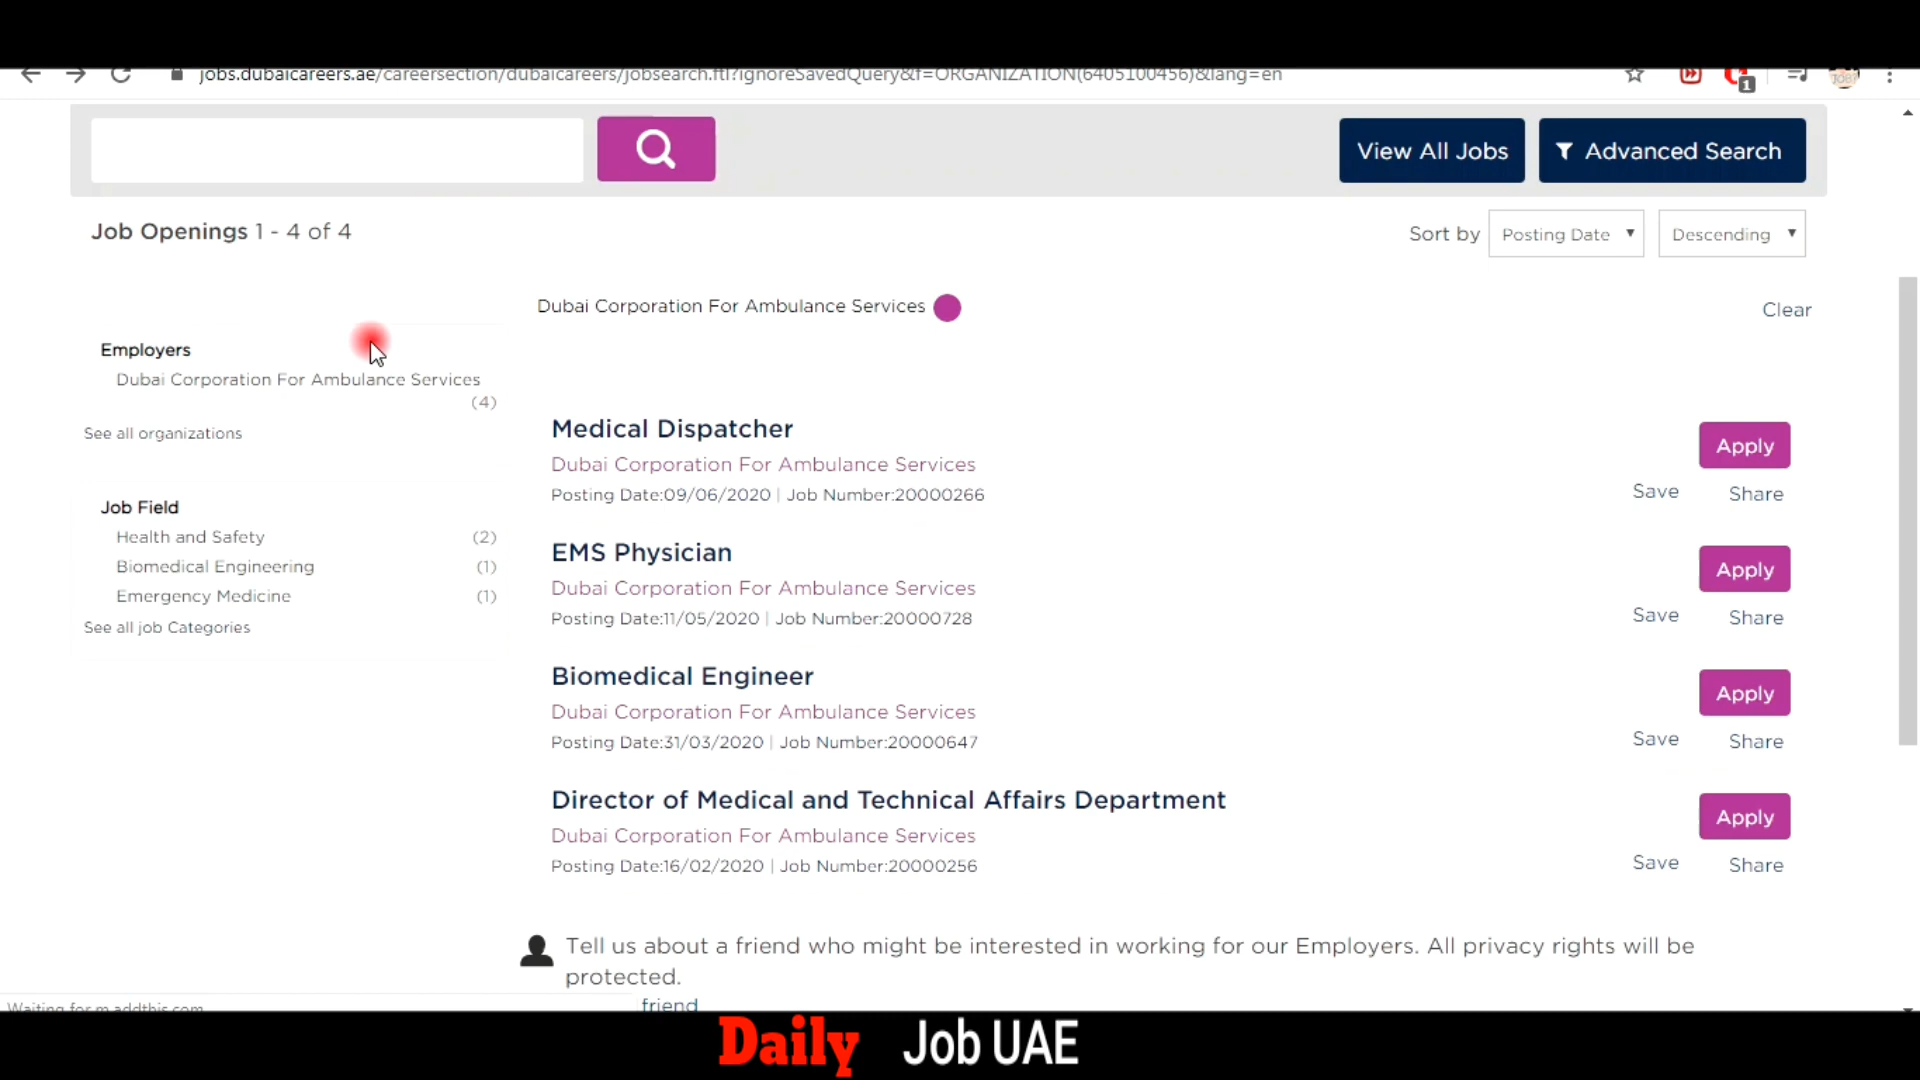 jobs.dubaicareers.ae/careersection/dubaicareers/jobsearch.ftl?ignoreSavedQuery&f=ORGANIZATION(6405100456)&lang=en
1
View All Jobs
Advanced Search
Job Openings 1 - 4 of 4
Sort by Posting Date Descending
Dubai Corporation For Ambulance Services
Clear
Employers
Dubai Corporation For Ambulance Services
(4)
See all organizations
Job Field
Health and Safety (2)
Biomedical Engineering (1)
Emergency Medicine (1)
See all job Categories
Medical Dispatcher
Apply
Dubai Corporation For Ambulance Services
Posting Date:09/06/2020 | Job Number:20000266
Save Share
EMS Physician
Apply
Dubai Corporation For Ambulance Services
Posting Date:11/05/2020 | Job Number:20000728
Save Share
Biomedical Engineer
Apply
Dubai Corporation For Ambulance Services
Posting Date:31/03/2020 | Job Number:20000647
Save Share
Director of Medical and Technical Affairs Department
Apply
Dubai Corporation For Ambulance Services
Posting Date:16/02/2020 | Job Number:20000256
Save Share
Tell us about a friend who might be interested in working for our Employers. All privacy rights will be
protected.
friend
Waiting for m.addthis.com
Daily Job UAE